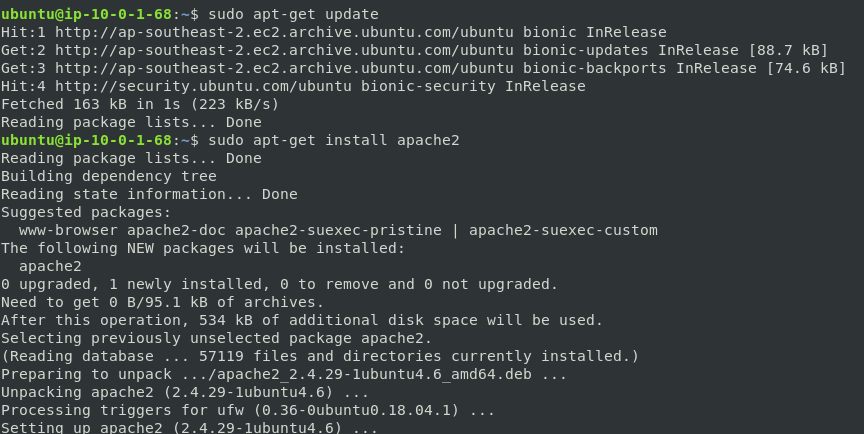 ubuntu@ip-10-0-1-68:~$ sudo apt-get update
Hit:1 http://ap-southeast-2.ec2.archive.ubuntu.com/ubuntu bionic InRelease
Get:2 http://ap-southeast-2.ec2.archive.ubuntu.com/ubuntu bionic-updates InRelease [88.7 kB]
Get:3 http://ap-southeast-2.ec2.archive.ubuntu.com/ubuntu bionic-backports InRelease [74.6 kB]
Hit:4 http://security.ubuntu.com/ubuntu bionic-security InRelease
Fetched 163 kB in 1s (223 kB/s)
Reading package lists... Done
ubuntu@ip-10-0-1-68:~$ sudo apt-get install apache2
Reading package lists... Done
Building dependency tree
Reading state information... Done
Suggested packages:
  www-browser apache2-doc apache2-suexec-pristine | apache2-suexec-custom
The following NEW packages will be installed:
  apache2
0 upgraded, 1 newly installed, 0 to remove and 0 not upgraded.
Need to get 0 B/95.1 kB of archives.
After this operation, 534 kB of additional disk space will be used.
Selecting previously unselected package apache2.
(Reading database ... 57119 files and directories currently installed.)
Preparing to unpack .../apache2_2.4.29-1ubuntu4.6_amd64.deb ...
Unpacking apache2 (2.4.29-1ubuntu4.6) ...
Processing triggers for ufw (0.36-0ubuntu0.18.04.1) ...
Setting up apache2 (2.4.29-1ubuntu4.6) ...